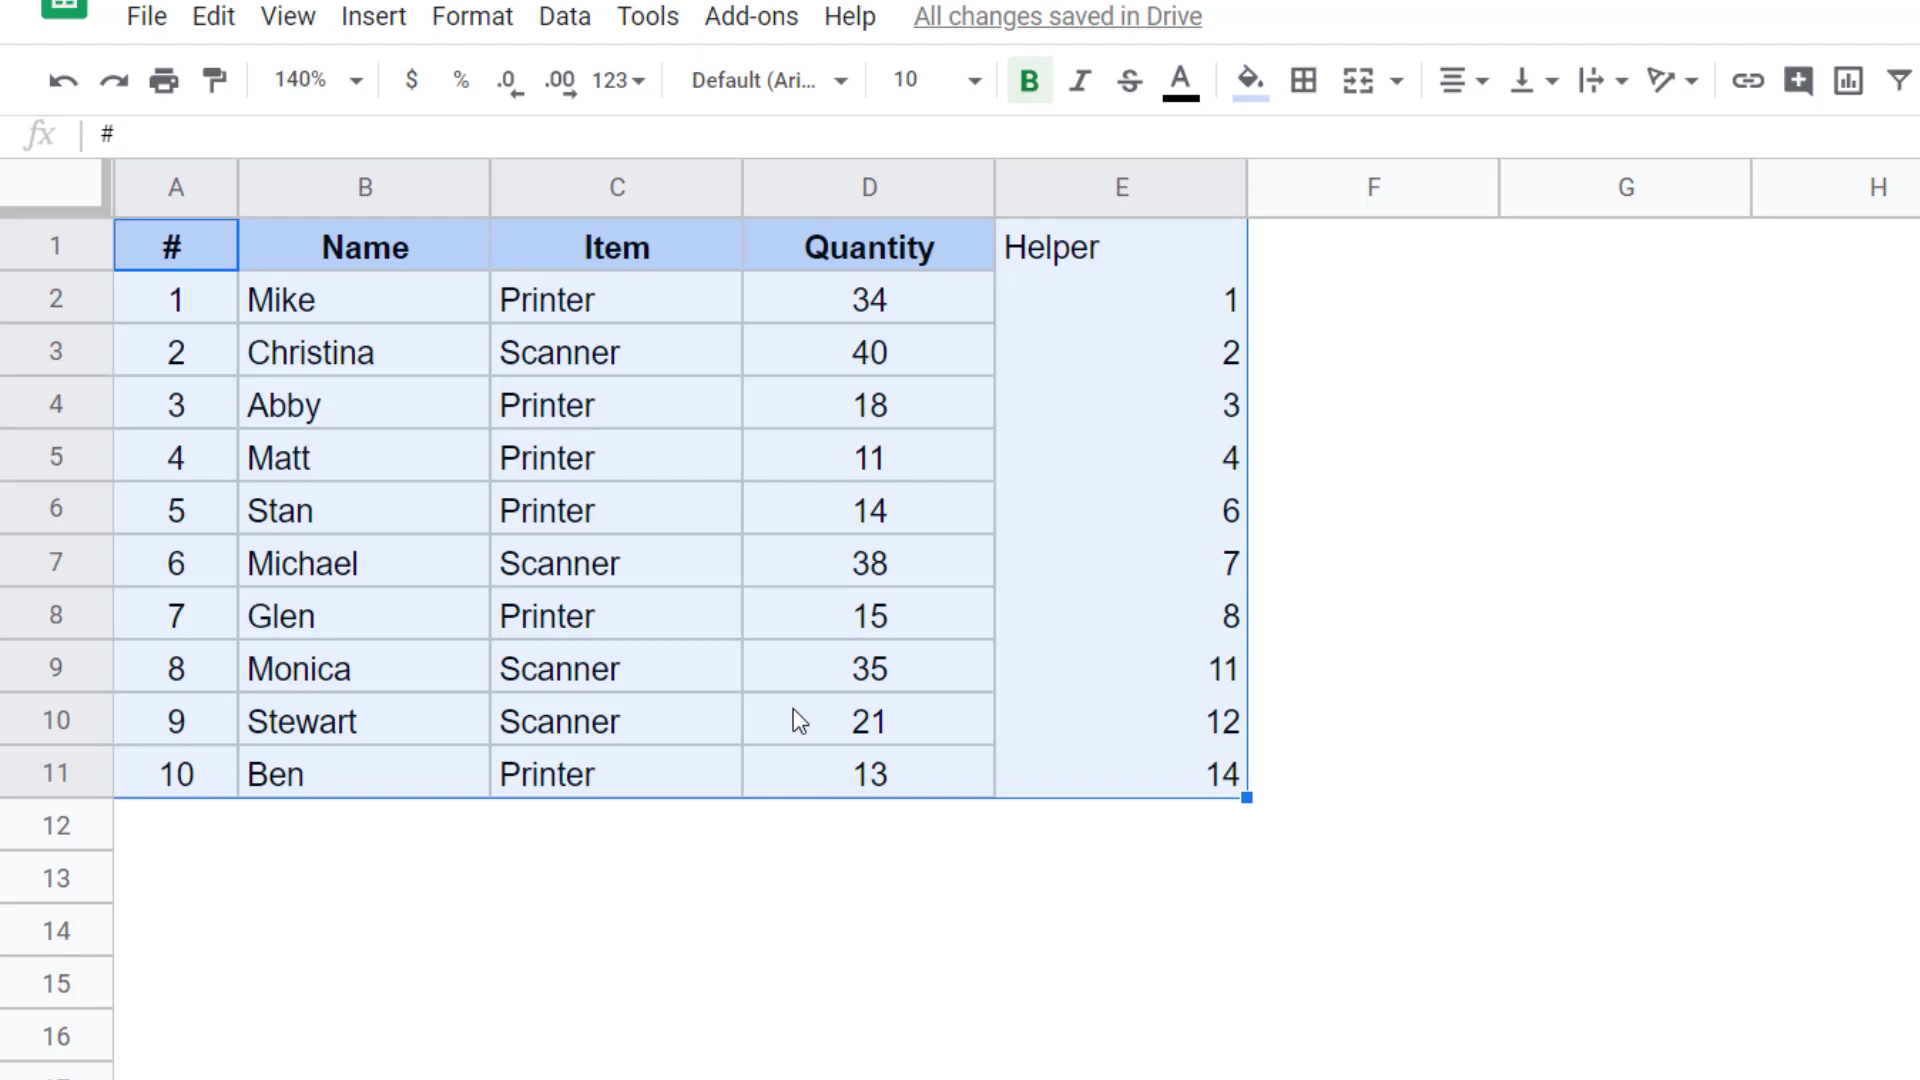 File Edit View Insert Format Data Tools Add-ons Help All changes saved in Drive
140% $ % .0 .00 123 Default (Ari... 10 B I S A
fx #
A B C D E F G H
1 # Name Item Quantity Helper
2 1 Mike Printer 34 1
3 2 Christina Scanner 40 2
4 3 Abby Printer 18 3
5 4 Matt Printer 11 4
6 5 Stan Printer 14 6
7 6 Michael Scanner 38 7
8 7 Glen Printer 15 8
9 8 Monica Scanner 35 11
10 9 Stewart Scanner 21 12
11 10 Ben Printer 13 14
12
13
14
15
16